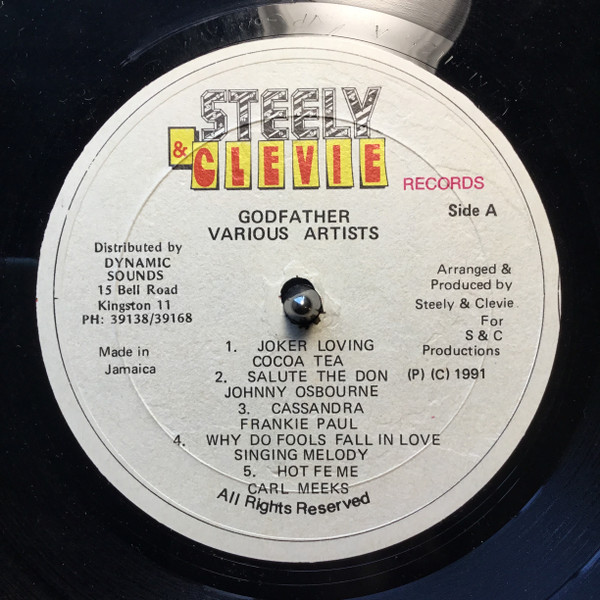 STEELY
& CLEVIE
RECORDS
GODFATHER
VARIOUS ARTISTS
Side A
Distributed by
DYNAMIC
SOUNDS
15 Bell Road
Kingston 11
PH: 39138/39168
Made in
Jamaica
Arranged &
Produced by
Steely & Clevie
For
S & C
Productions
(P) (C) 1991
1. JOKER LOVING
COCOA TEA
2. SALUTE THE DON
JOHNNY OSBOURNE
3. CASSANDRA
FRANKIE PAUL
4. WHY DO FOOLS FALL IN LOVE
SINGING MELODY
5. HOT FE ME
CARL MEEKS
All Rights Reserved